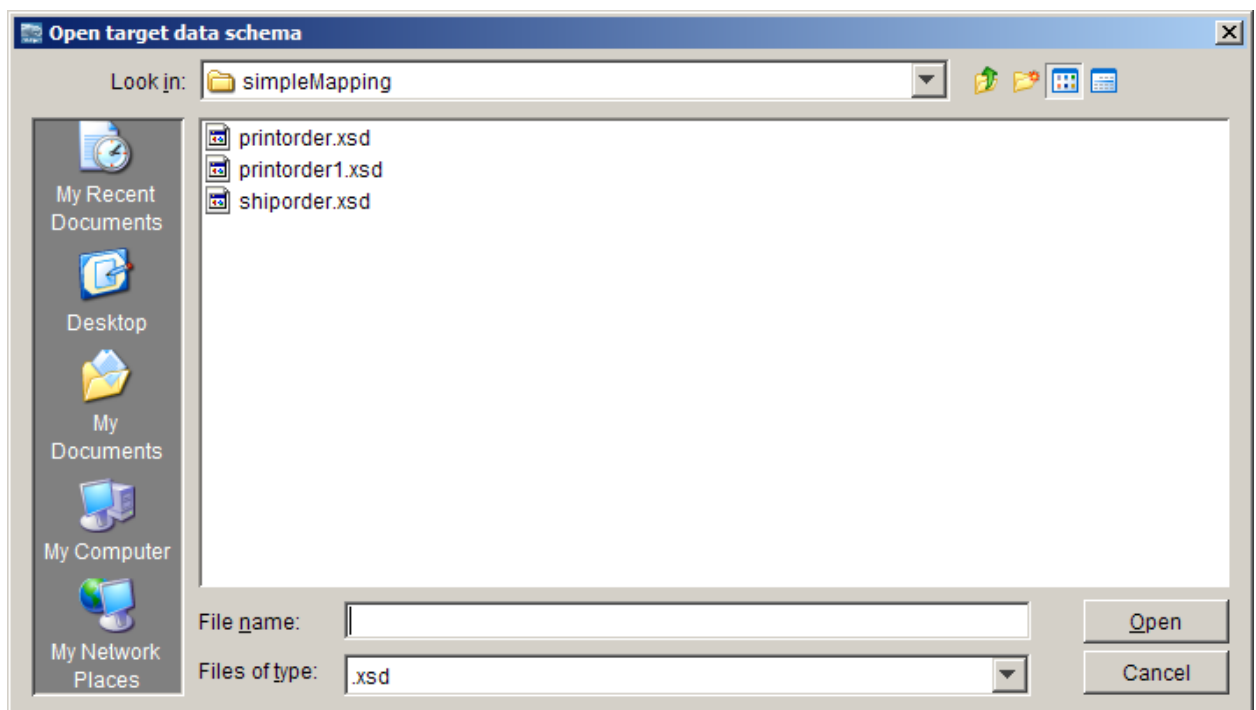 Open target data schema
Look in: simpleMapping
printorder.xsd
printorder1.xsd
shiporder.xsd
My Recent
Documents
Desktop
My
Documents
My Computer
My Network
Places
File name:
Open
Files of type: .xsd
Cancel